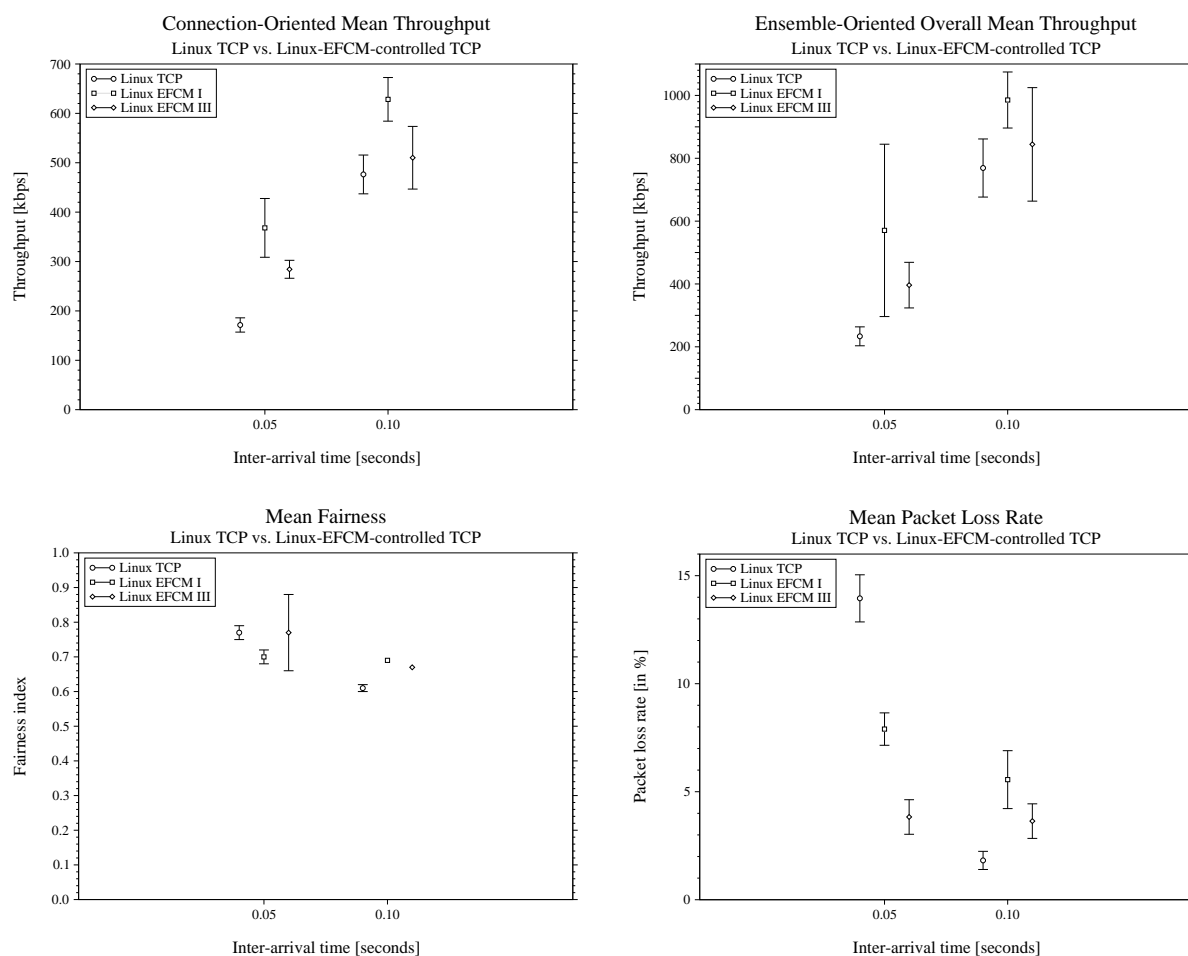 Connection-Oriented Mean Throughput
Linux TCP vs. Linux-EFCM-controlled TCP
Linux TCP
Linux EFCM I
Linux EFCM III
Throughput [kbps]
700
600
500
400
300
200
100
0
0.05 0.10
Inter-arrival time [seconds]
Ensemble-Oriented Overall Mean Throughput
Linux TCP vs. Linux-EFCM-controlled TCP
Linux TCP
Linux EFCM I
Linux EFCM III
Throughput [kbps]
1000
800
600
400
200
0
0.05 0.10
Inter-arrival time [seconds]
Mean Fairness
Linux TCP vs. Linux-EFCM-controlled TCP
Linux TCP
Linux EFCM I
Linux EFCM III
Fairness index
1.0
0.9
0.8
0.7
0.6
0.5
0.4
0.3
0.2
0.1
0.0
0.05 0.10
Inter-arrival time [seconds]
Mean Packet Loss Rate
Linux TCP vs. Linux-EFCM-controlled TCP
Linux TCP
Linux EFCM I
Linux EFCM III
Packet loss rate [in %]
15
10
5
0
0.05 0.10
Inter-arrival time [seconds]